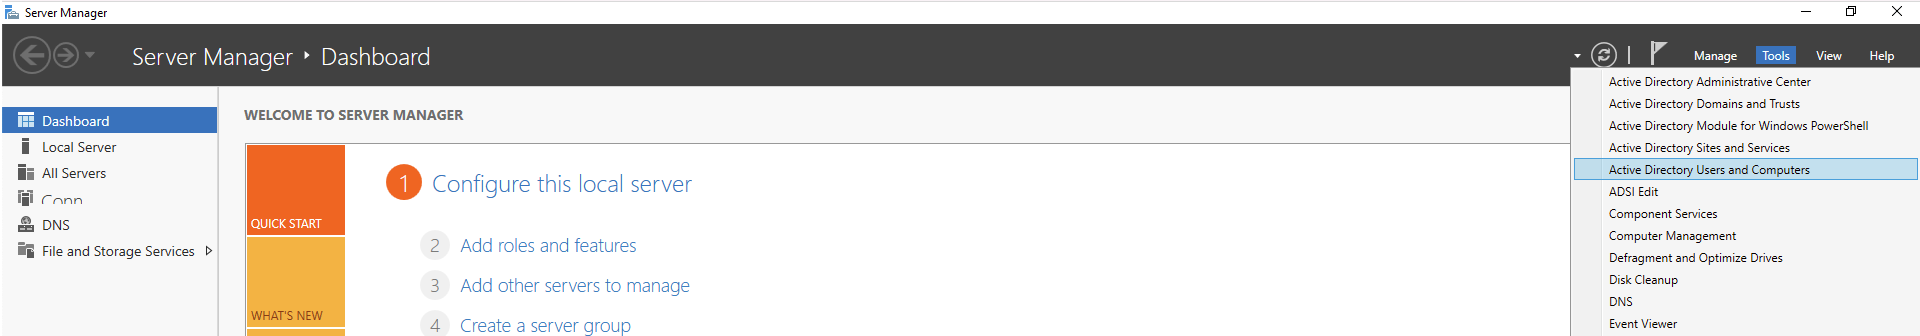 Server Manager
Server Manager ‣ Dashboard
Manage Tools View Help
Dashboard
Local Server
All Servers
DNS
File and Storage Services
WELCOME TO SERVER MANAGER
QUICK START
WHAT'S NEW
1 Configure this local server
2 Add roles and features
3 Add other servers to manage
4 Create a server group
Active Directory Administrative Center
Active Directory Domains and Trusts
Active Directory Module for Windows PowerShell
Active Directory Sites and Services
Active Directory Users and Computers
ADSI Edit
Component Services
Computer Management
Defragment and Optimize Drives
Disk Cleanup
DNS
Event Viewer